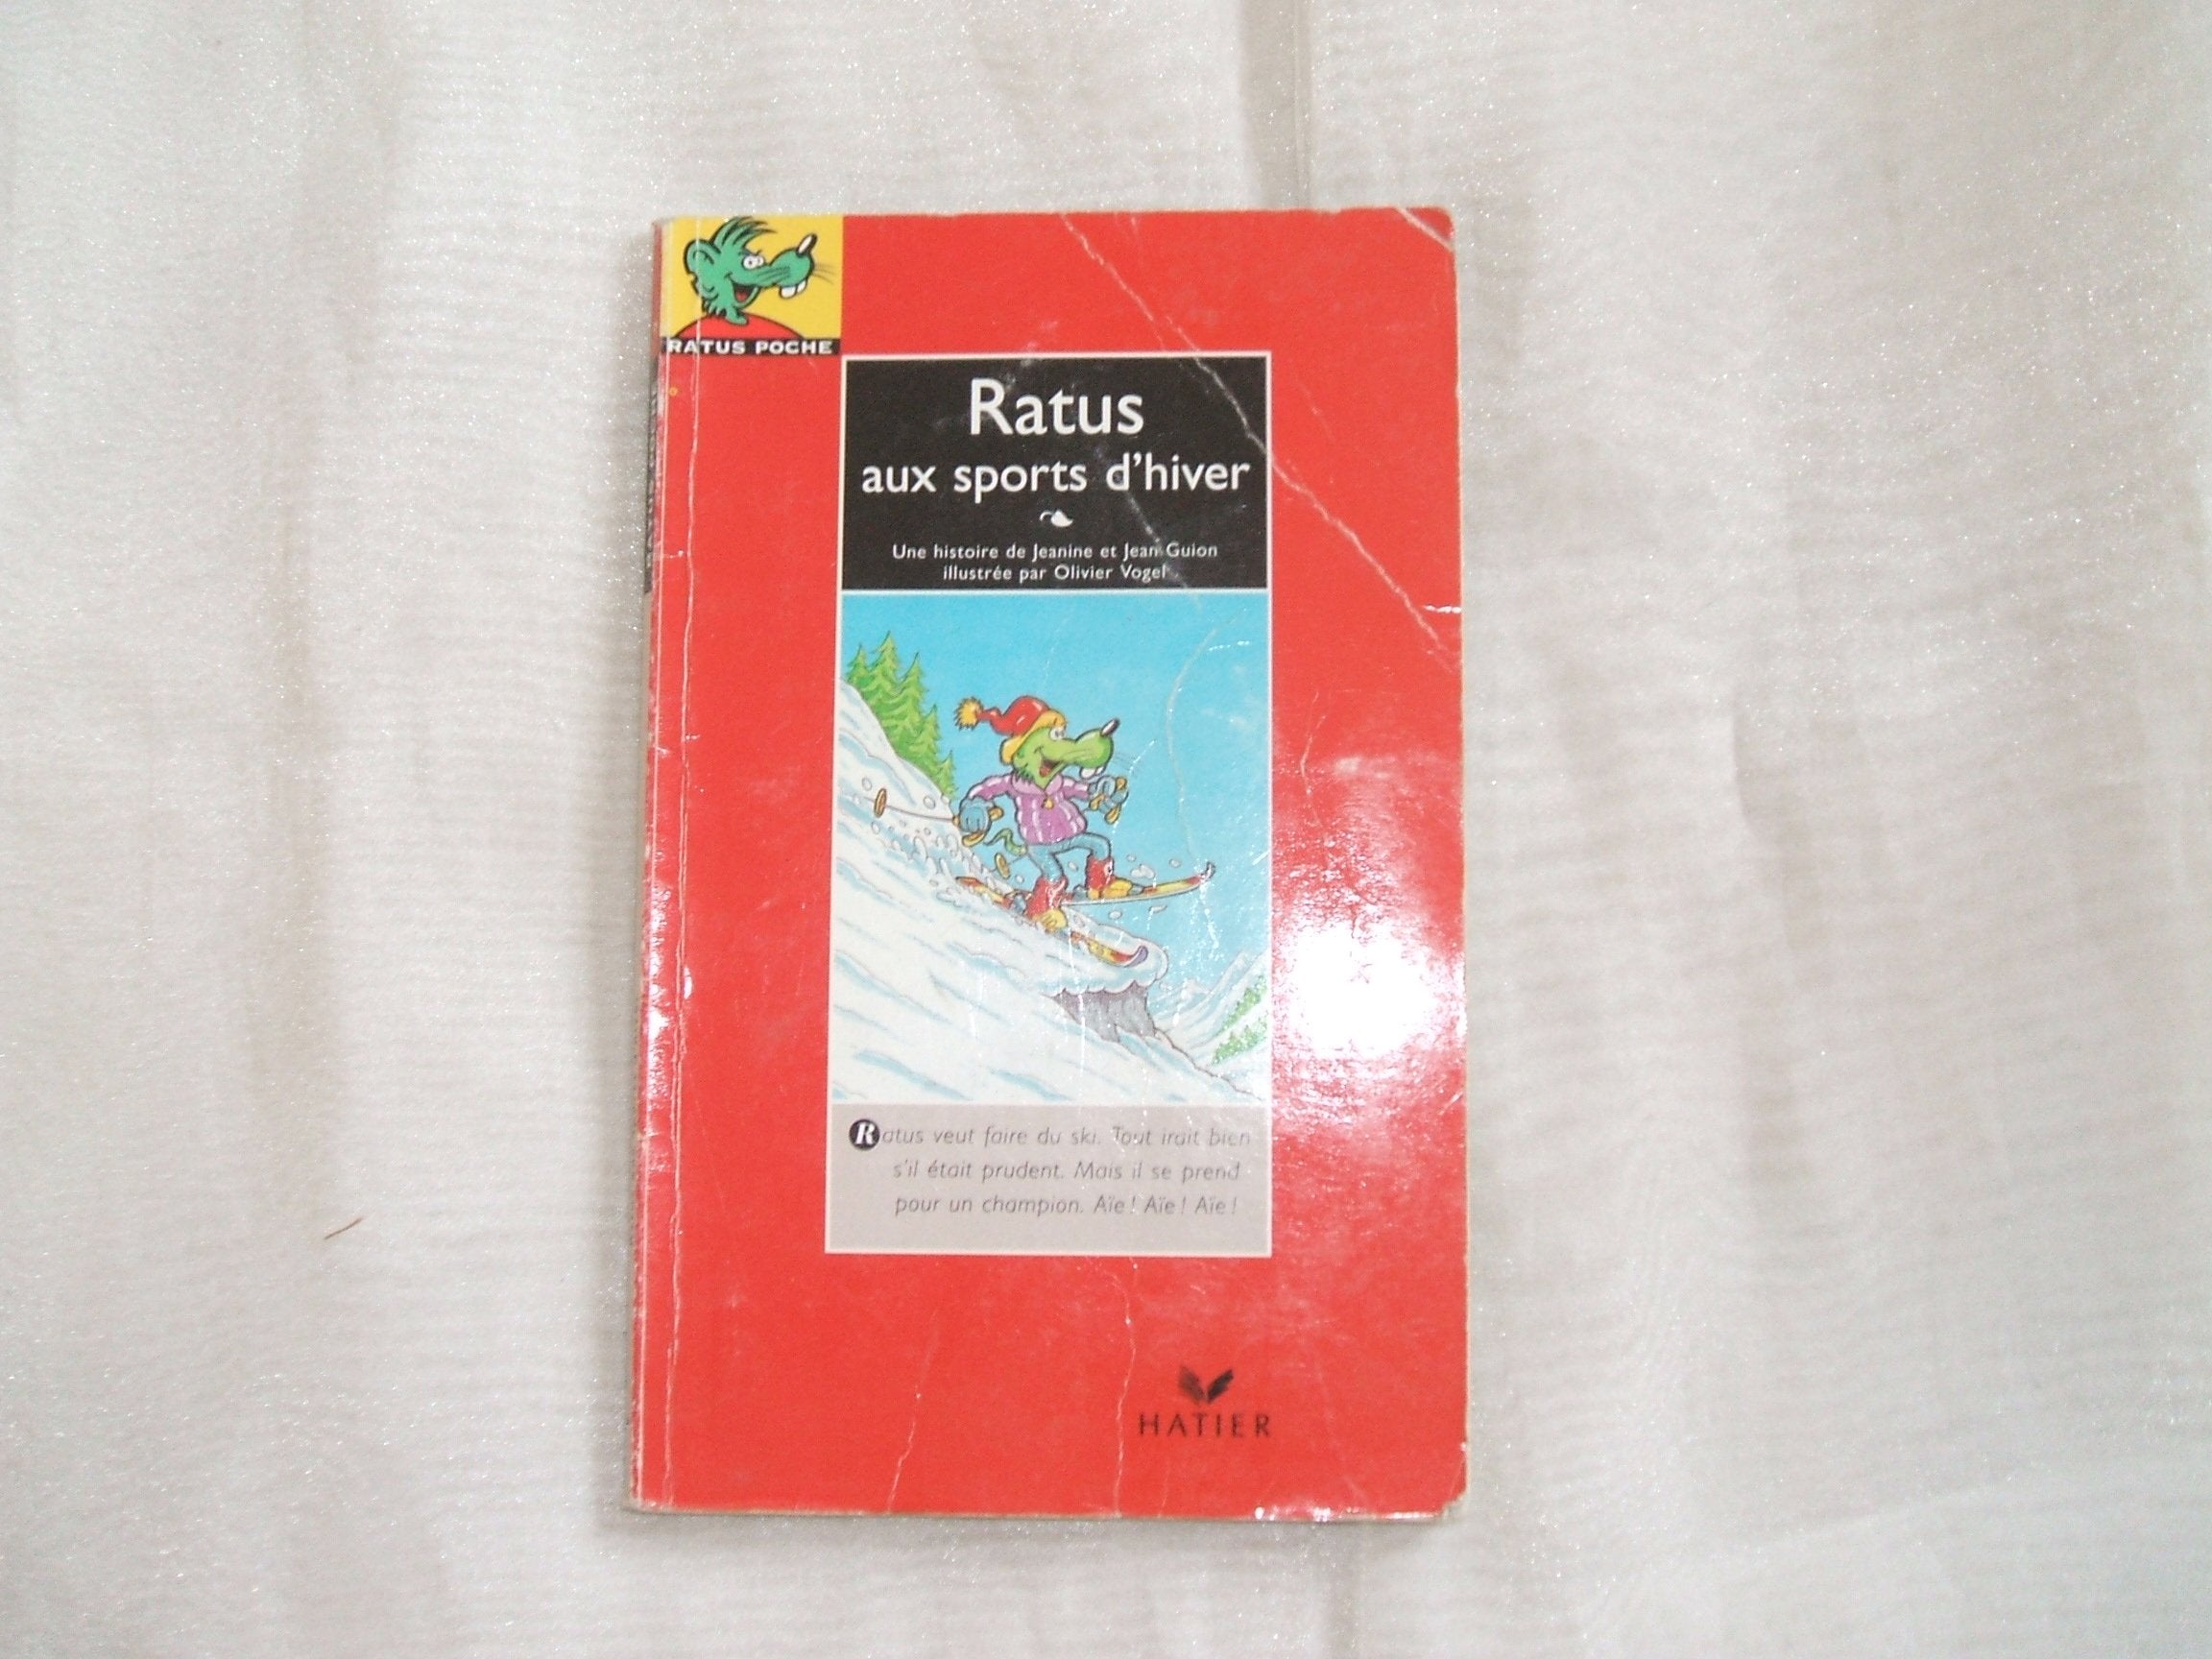 RATUS POCHE
Ratus
aux sports d'hiver
Une histoire de Jeanine et Jean Guion
illustrée par Olivier Vogel
Ratus veut faire du ski. Tout irait bien
s'il était prudent. Mais il se prend
pour un champion. Aïe ! Aïe ! Aïe !
HATIER